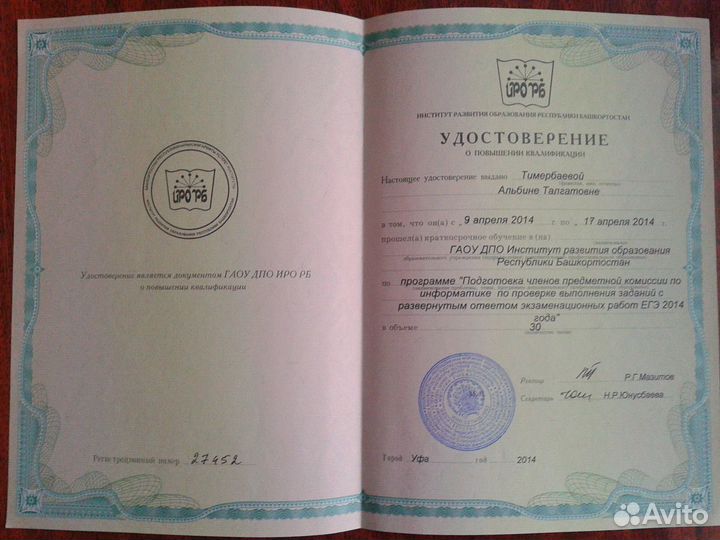 ИРО РБ
Удостоверение является документом ГАОУ ДПО ИРО РБ
о повышении квалификации
Регистрационный номер 27452
ИРО РБ
ИНСТИТУТ РАЗВИТИЯ ОБРАЗОВАНИЯ РЕСПУБЛИКИ БАШКОРТОСТАН
УДОСТОВЕРЕНИЕ
О ПОВЫШЕНИИ КВАЛИФИКАЦИИ
Настоящее удостоверение выдано Тимербаевой
Альбине Талгатовне
в том, что он(а) с „ 9 апреля 2014 г. по „ 17 апреля 2014 г.
прошел(а) краткосрочное обучение в (на)
ГАОУ ДПО Институт развития образования
Республики Башкортостан
по программе "Подготовка членов предметной комиссии по
информатике по проверке выполнения заданий с
развернутым ответом экзаменационных работ ЕГЭ 2014
года"
в объеме 30
Ректор Р.Г.Мазитов
Секретарь Н.Р.Юнусбаева
Город Уфа год 2014
Avito